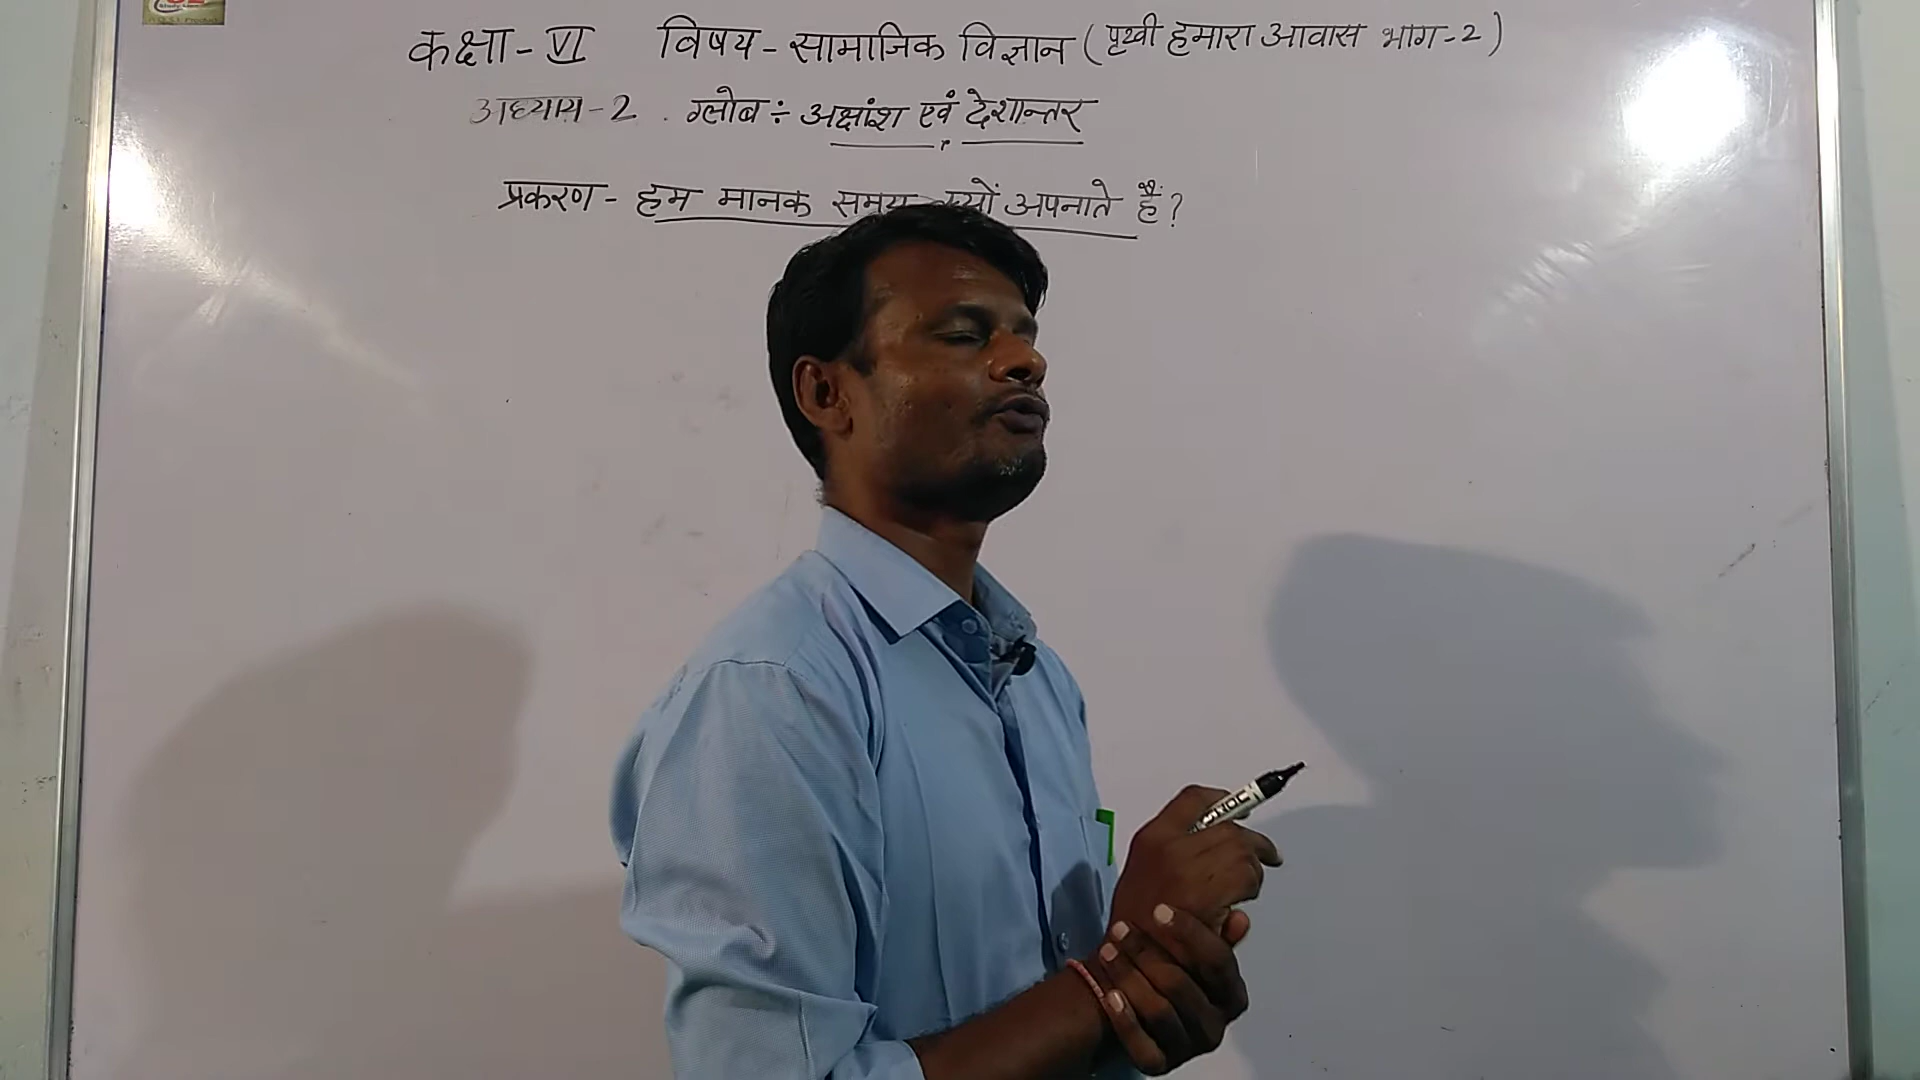 कक्षा - VI विषय - सामाजिक विज्ञान (पृथ्वी हमारा आवास भाग - 2)
अध्याय - 2 . ग्लोब ÷ अक्षांश एवं देशान्तर
प्रकरण - हम मानक समय क्यों अपनाते हैं ?